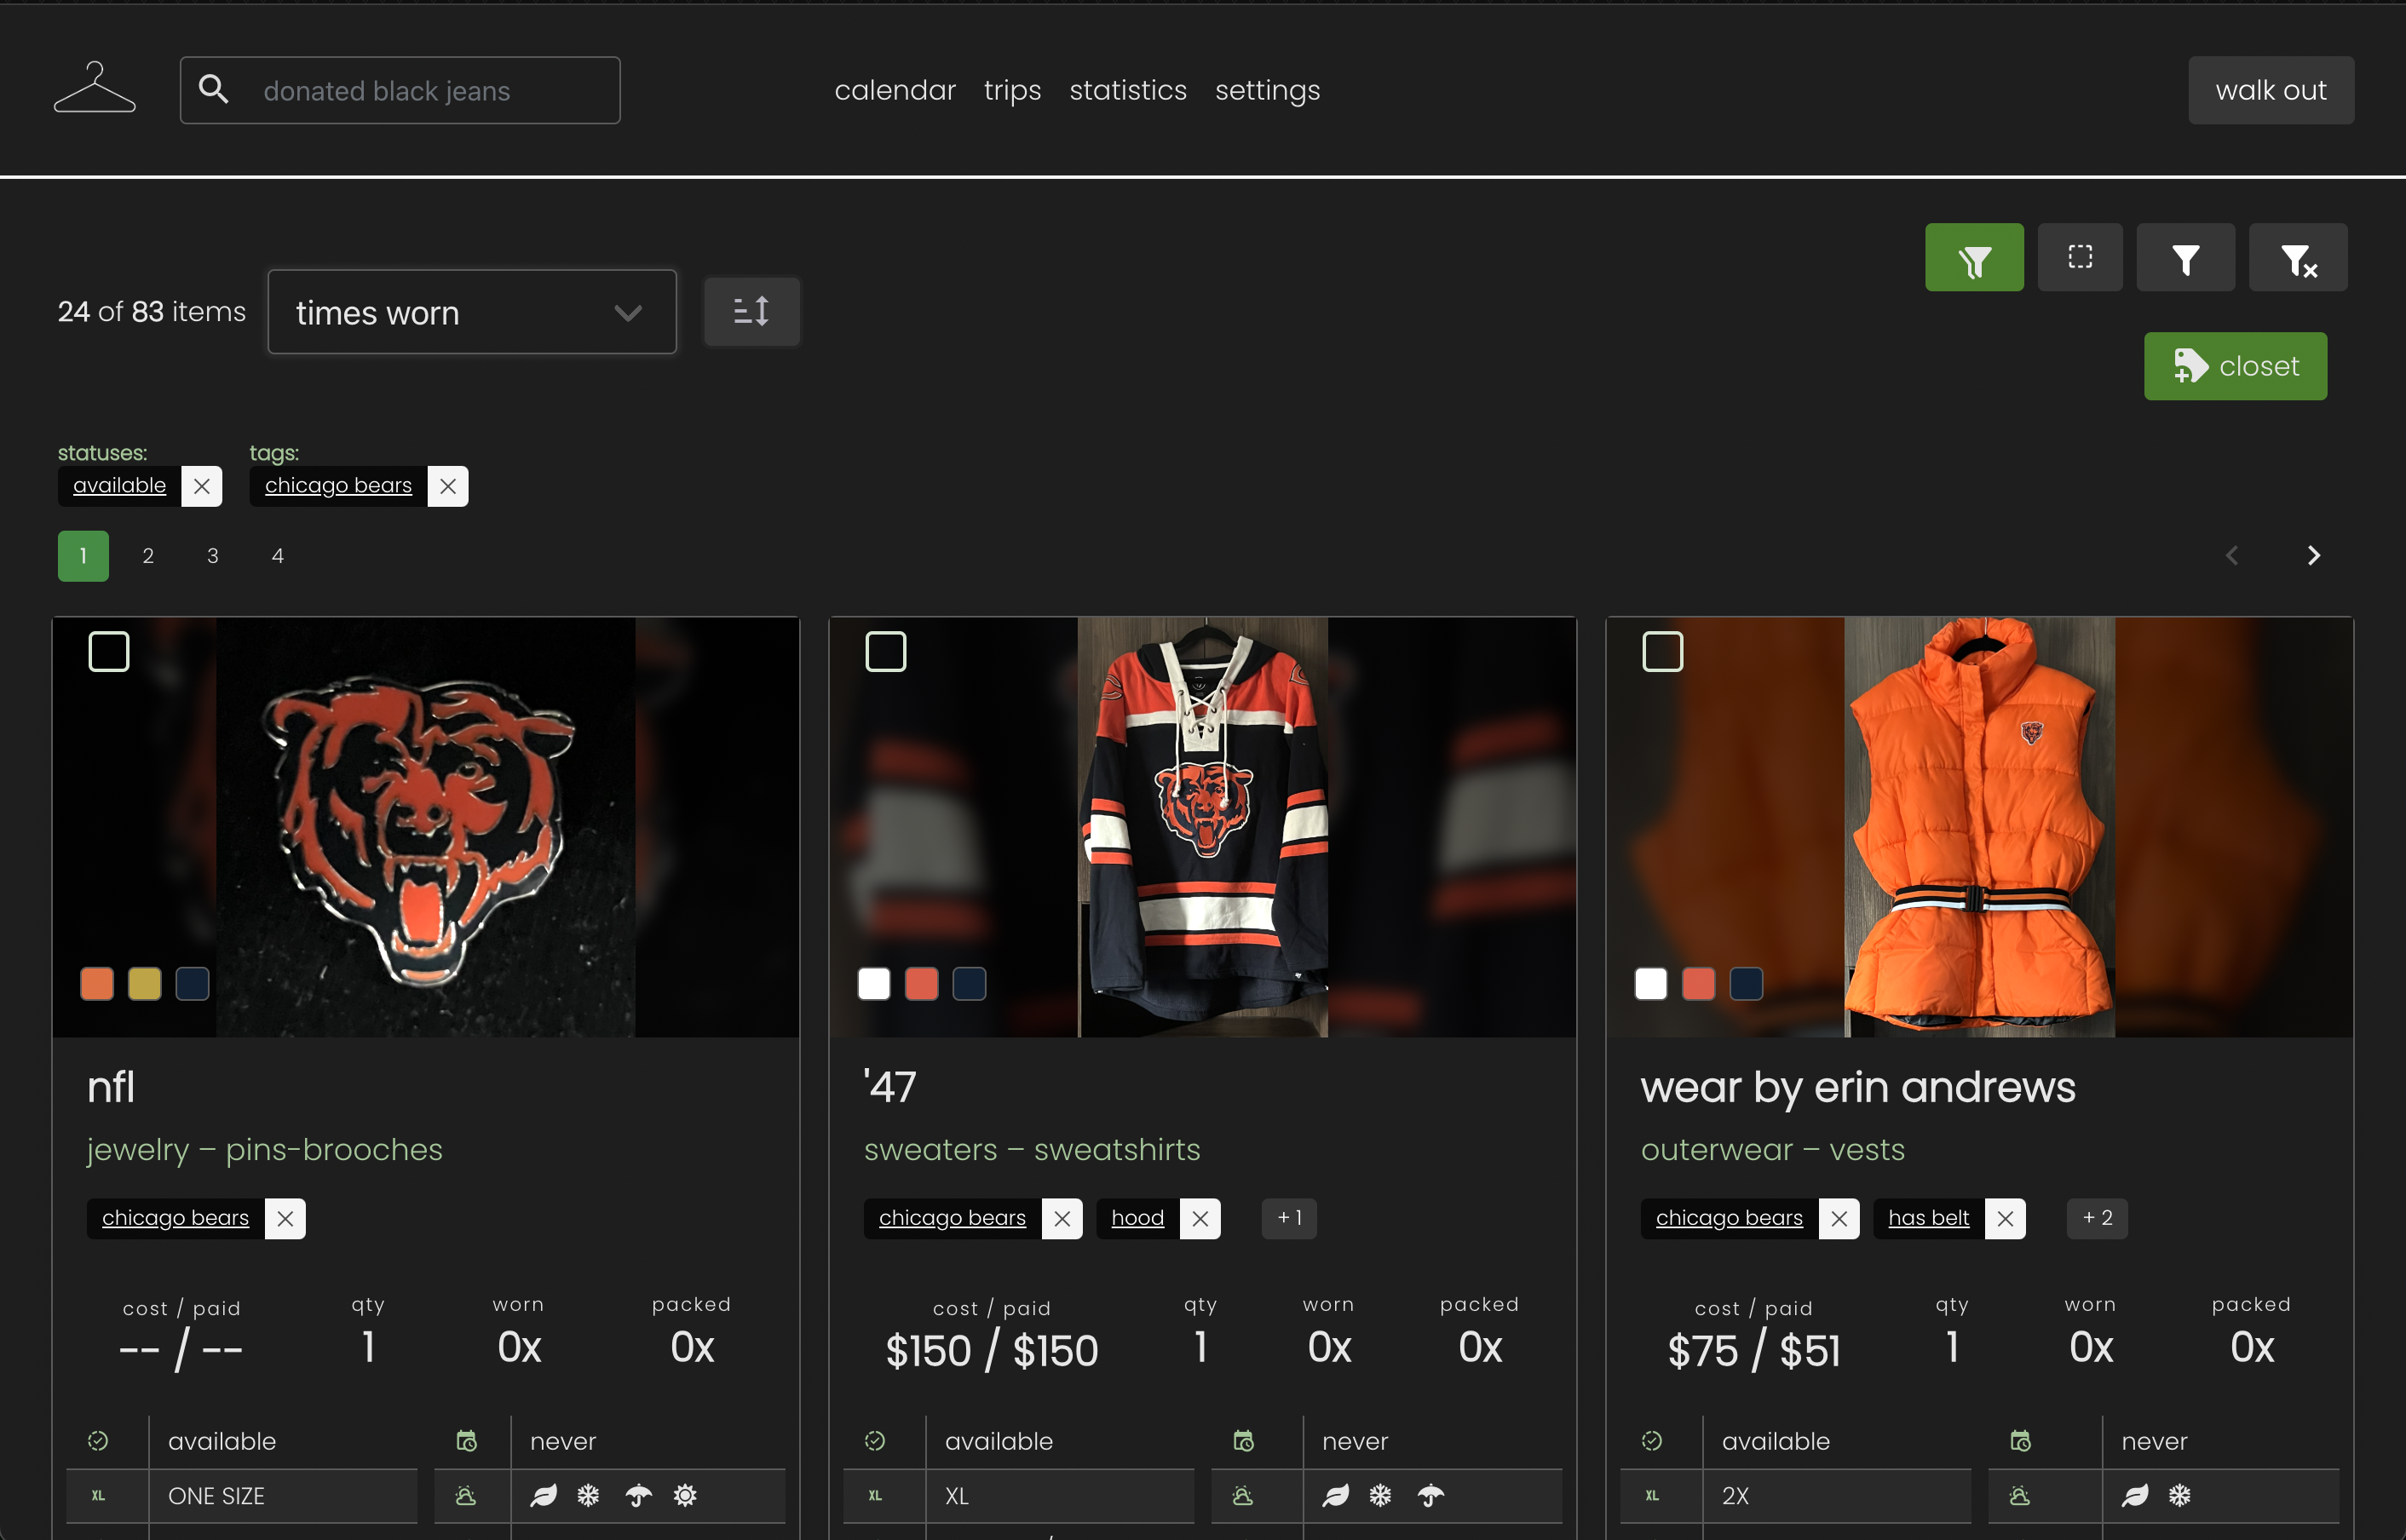 donated black jeans
calendar trips statistics settings
walk out
24 of 83 items
times worn
closet
statuses: tags:
available chicago bears
1 2 3 4
nfl
jewelry – pins-brooches
chicago bears
cost / paid qty worn packed
-- / -- 1 0x 0x
available never
XL ONE SIZE
'47
sweaters – sweatshirts
chicago bears hood + 1
cost / paid qty worn packed
$150 / $150 1 0x 0x
available never
XL XL
wear by erin andrews
outerwear – vests
chicago bears has belt + 2
cost / paid qty worn packed
$75 / $51 1 0x 0x
available never
XL 2X